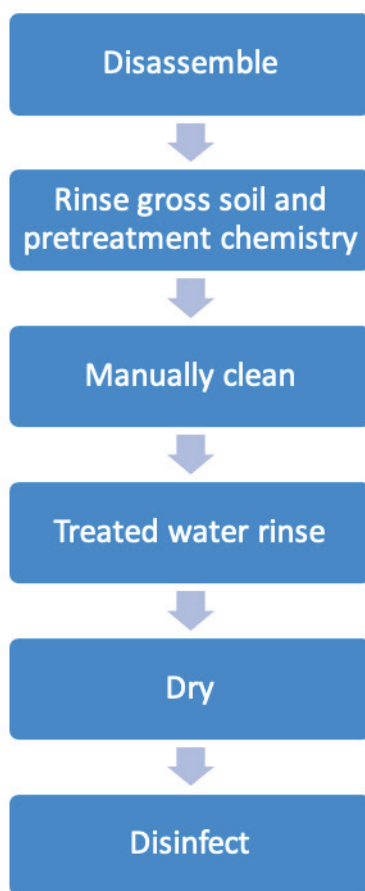 Disassemble
Rinse gross soil and
pretreatment chemistry
Manually clean
Treated water rinse
Dry
Disinfect